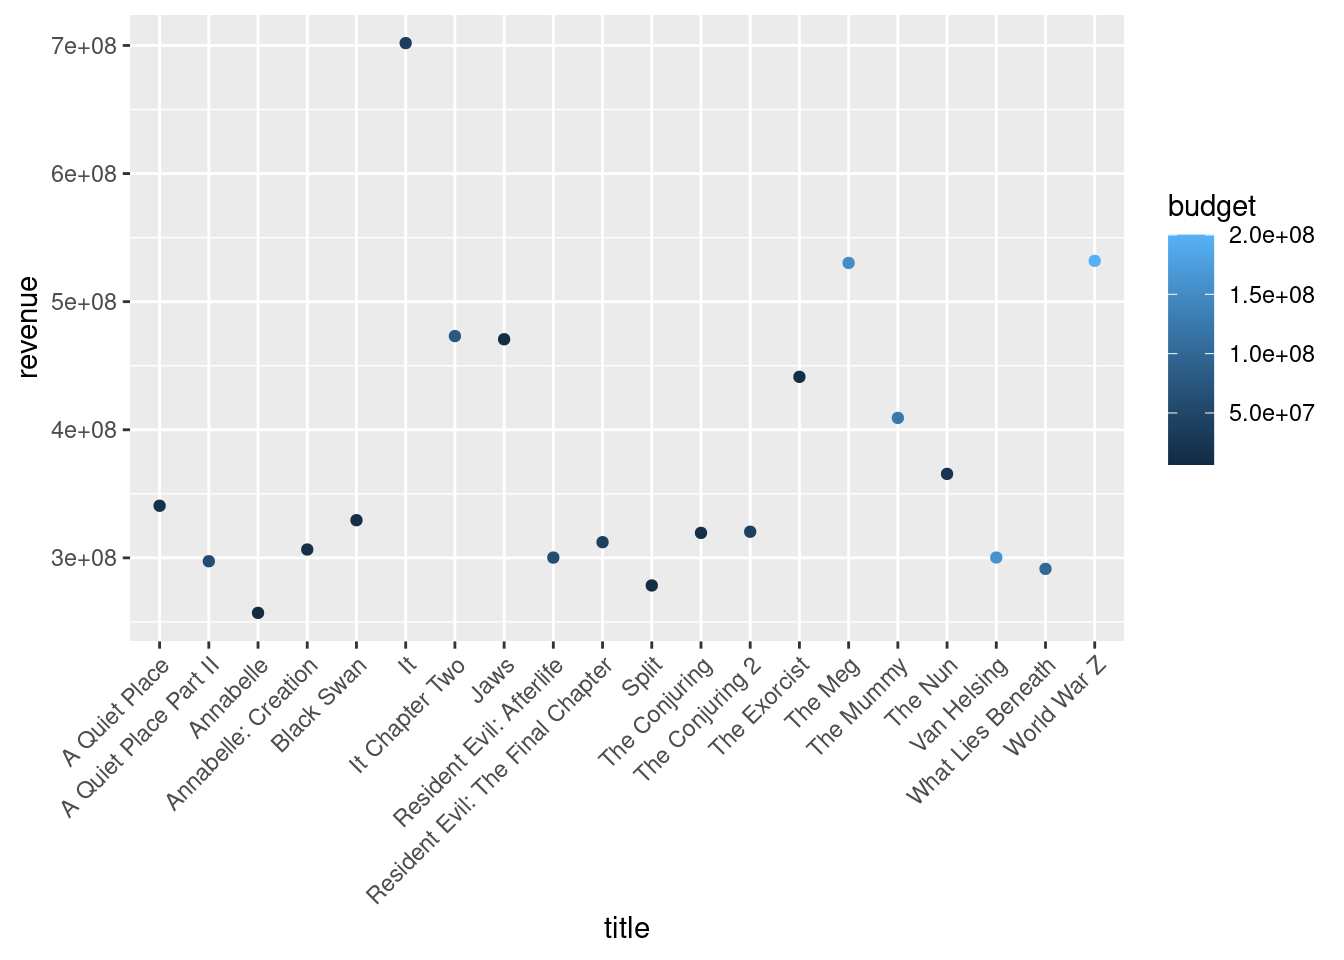 7e+08
6e+08
5e+08
4e+08
3e+08
revenue
A Quiet Place
A Quiet Place Part II
Annabelle
Annabelle: Creation
Black Swan
It
It Chapter Two
Jaws
Resident Evil: Afterlife
Resident Evil: The Final Chapter
Split
The Conjuring
The Conjuring 2
The Exorcist
The Meg
The Mummy
The Nun
Van Helsing
What Lies Beneath
World War Z
title
budget
2.0e+08
1.5e+08
1.0e+08
5.0e+07